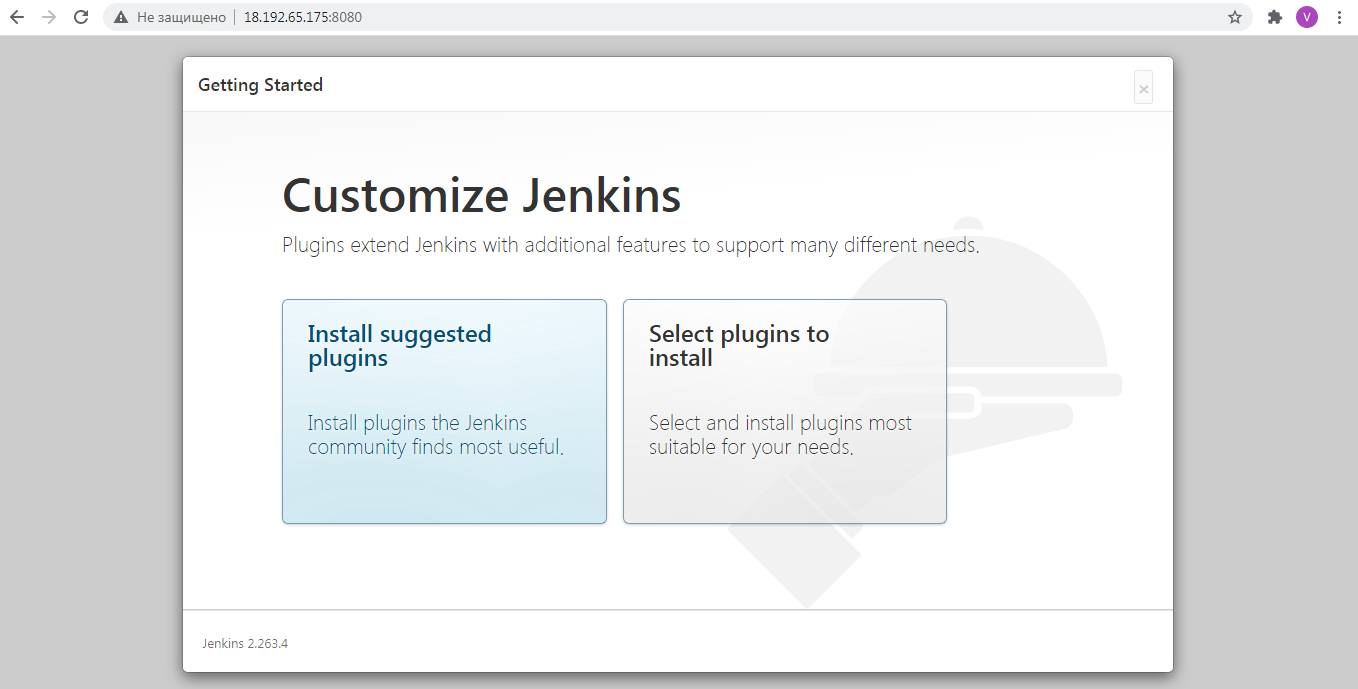 Не защищено 18.192.65.175:8080
V
Getting Started
×
Customize Jenkins
Plugins extend Jenkins with additional features to support many different needs.
Install suggested
plugins
Install plugins the Jenkins
community finds most useful.
Select plugins to
install
Select and install plugins most
suitable for your needs.
Jenkins 2.263.4